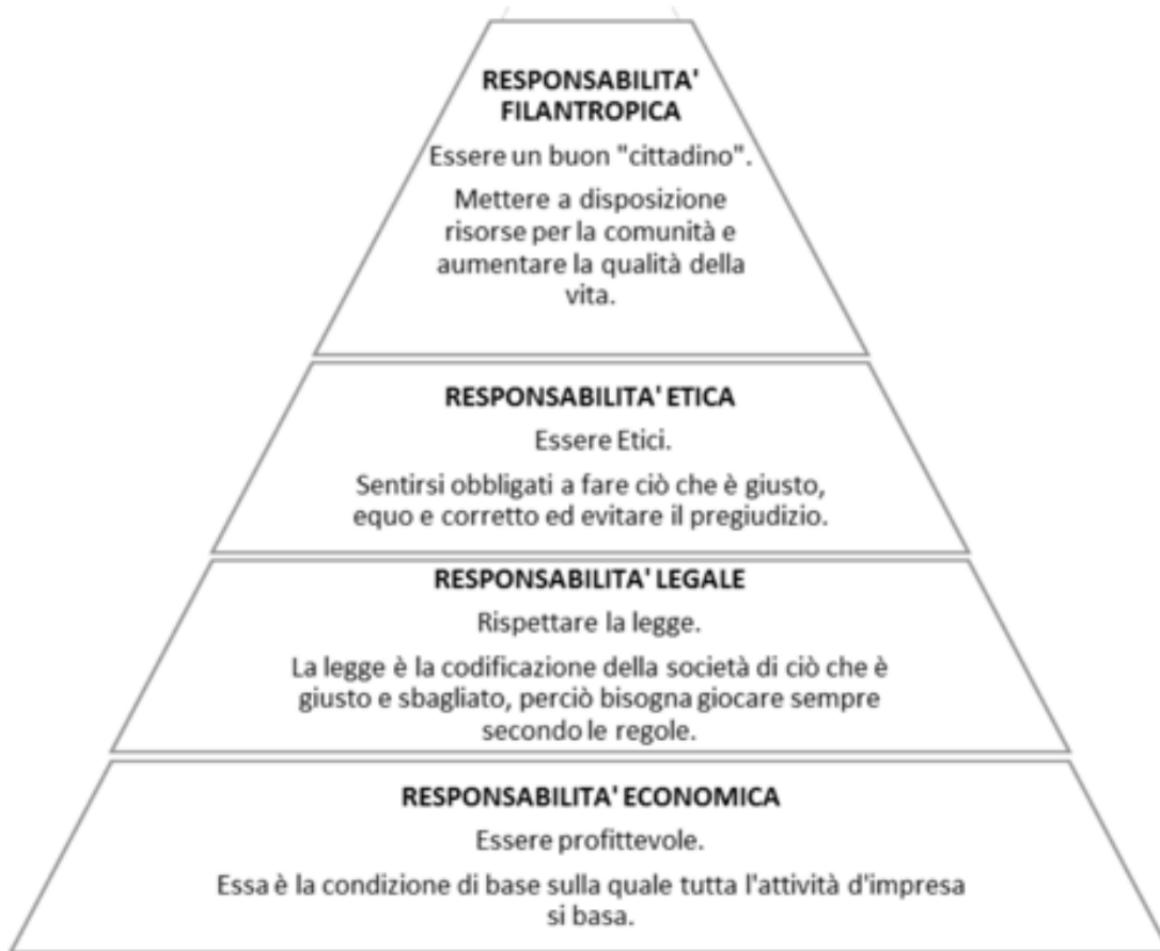 RESPONSABILITA'
FILANTROPICA
Essere un buon "cittadino".
Mettere a disposizione
risorse per la comunità e
aumentare la qualità della
vita.
RESPONSABILITA' ETICA
Essere Etici.
Sentirsi obbligati a fare ciò che è giusto,
equo e corretto ed evitare il pregiudizio.
RESPONSABILITA' LEGALE
Rispettare la legge.
La legge è la codificazione della società di ciò che è
giusto e sbagliato, perciò bisogna giocare sempre
secondo le regole.
RESPONSABILITA' ECONOMICA
Essere profittevole.
Essa è la condizione di base sulla quale tutta l'attività d'impresa
si basa.